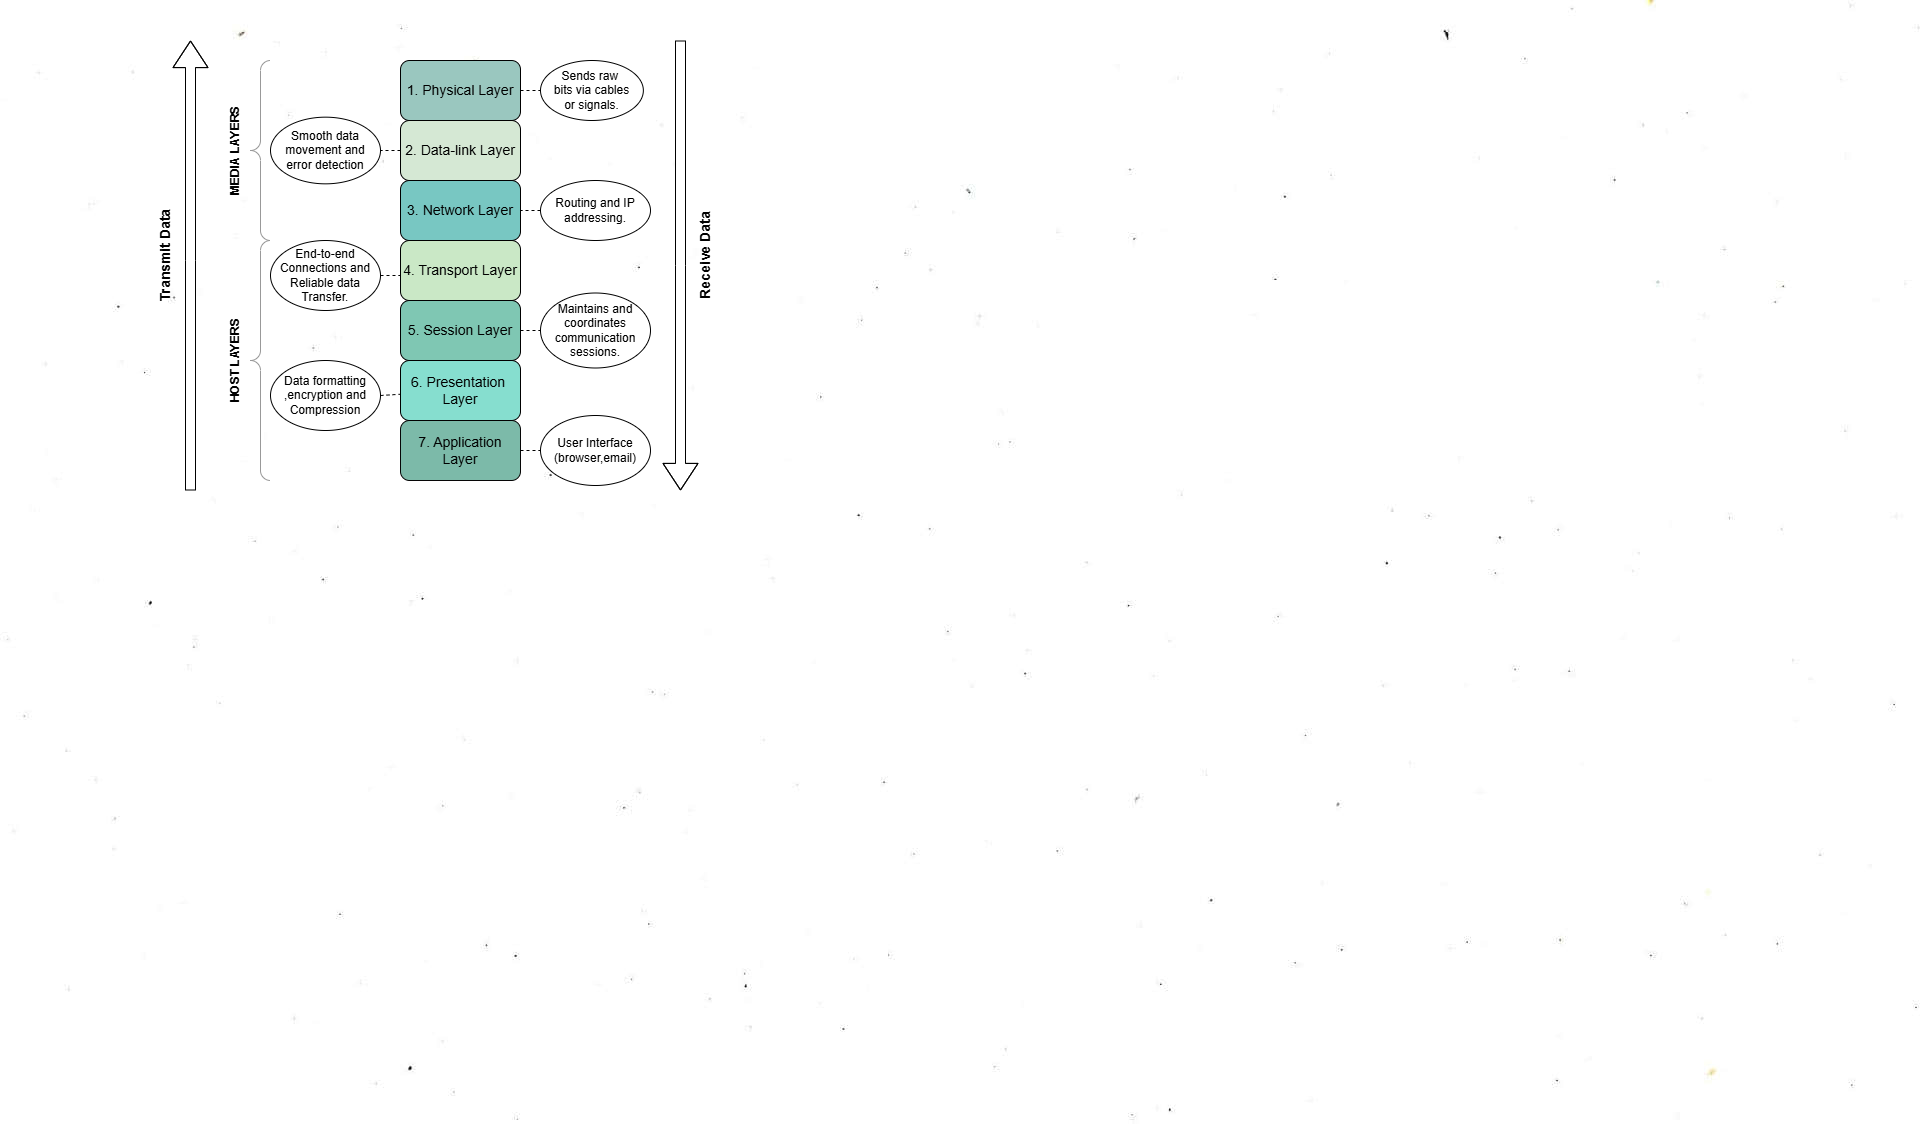 Transmit Data
MEDIA LAYERS
HOST LAYERS
1. Physical Layer
Sends raw
bits via cables
or signals.
Smooth data
movement and
error detection
2. Data-link Layer
3. Network Layer
Routing and IP
addressing.
End-to-end
Connections and
Reliable data
Transfer.
4. Transport Layer
5. Session Layer
Maintains and
coordinates
communication
sessions.
Data formatting
,encryption and
Compression
6. Presentation
Layer
7. Application
Layer
User Interface
(browser,email)
Receive Data